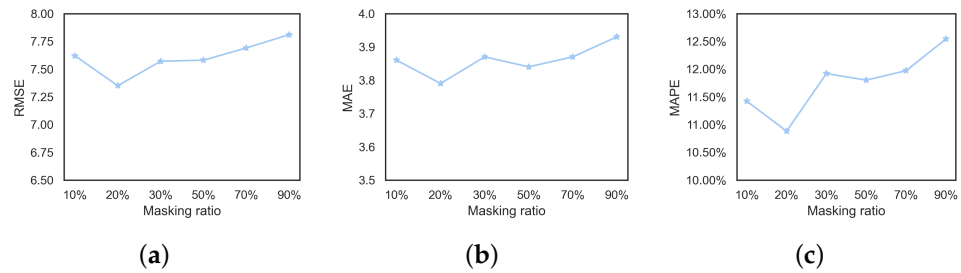 8.00
7.75
7.50
7.25
7.00
6.75
6.50
RMSE
10% 20% 30% 50% 70% 90%
Masking ratio
(a)
4.0
3.9
3.8
3.7
3.6
3.5
MAE
10% 20% 30% 50% 70% 90%
Masking ratio
(b)
13.00%
12.50%
12.00%
11.50%
11.00%
10.50%
10.00%
MAPE
10% 20% 30% 50% 70% 90%
Masking ratio
(c)